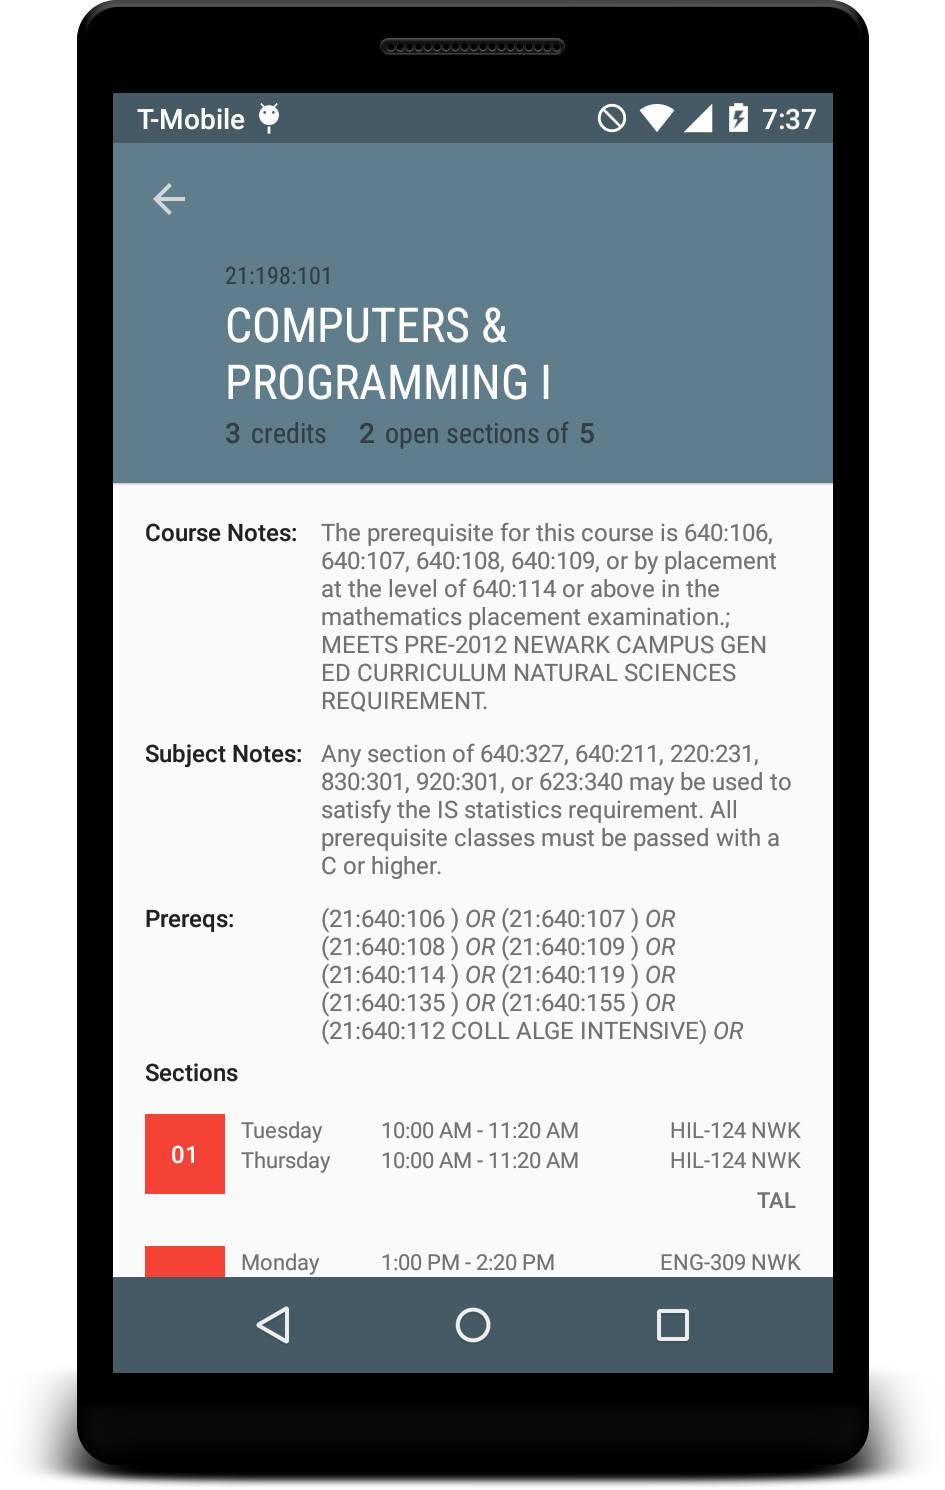 T-Mobile 7:37
21:198:101
COMPUTERS &
PROGRAMMING I
3 credits 2 open sections of 5
Course Notes: The prerequisite for this course is 640:106,
640:107, 640:108, 640:109, or by placement
at the level of 640:114 or above in the
mathematics placement examination.;
MEETS PRE-2012 NEWARK CAMPUS GEN
ED CURRICULUM NATURAL SCIENCES
REQUIREMENT.
Subject Notes: Any section of 640:327, 640:211, 220:231,
830:301, 920:301, or 623:340 may be used to
satisfy the IS statistics requirement. All
prerequisite classes must be passed with a
C or higher.
Prereqs: (21:640:106 ) OR (21:640:107 ) OR
(21:640:108 ) OR (21:640:109 ) OR
(21:640:114 ) OR (21:640:119 ) OR
(21:640:135 ) OR (21:640:155 ) OR
(21:640:112 COLL ALGE INTENSIVE) OR
Sections
01 Tuesday 10:00 AM - 11:20 AM HIL-124 NWK
Thursday 10:00 AM - 11:20 AM HIL-124 NWK
TAL
Monday 1:00 PM - 2:20 PM ENG-309 NWK